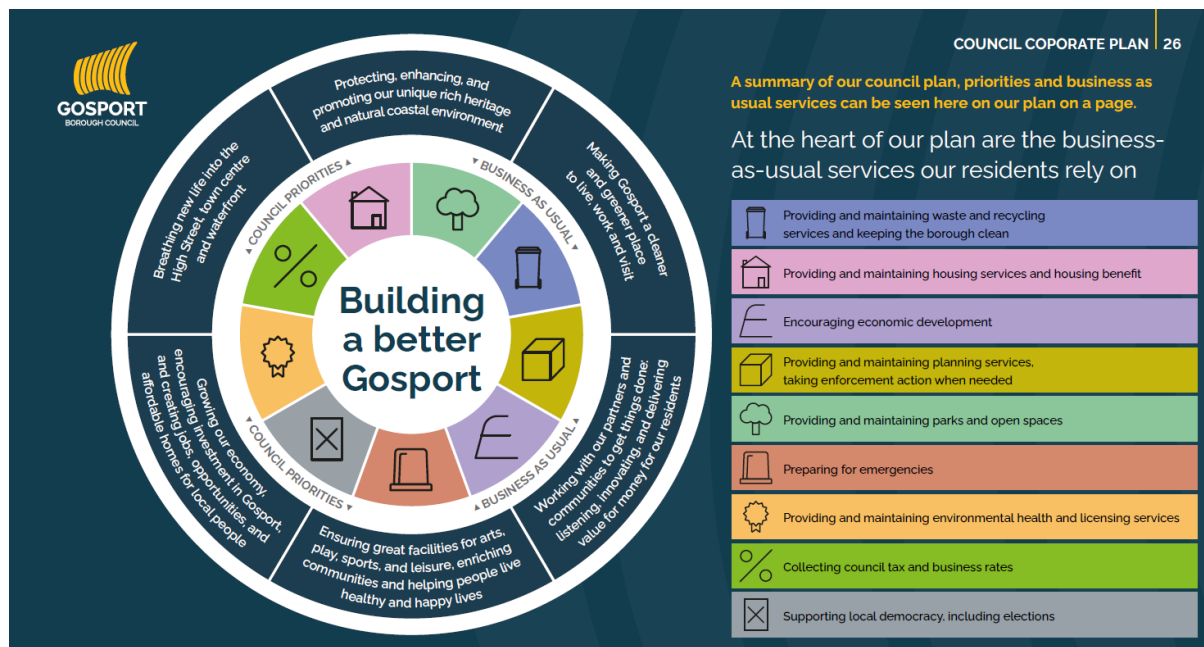 GOSPORT
BOROUGH COUNCIL
COUNCIL COPORATE PLAN 26
A summary of our council plan, priorities and business as
usual services can be seen here on our plan on a page.
At the heart of our plan are the business-
as-usual services our residents rely on
Providing and maintaining waste and recycling
services and keeping the borough clean
Providing and maintaining housing services and housing benefit
Encouraging economic development
Providing and maintaining planning services,
taking enforcement action when needed
Providing and maintaining parks and open spaces
Preparing for emergencies
Providing and maintaining environmental health and licensing services
Collecting council tax and business rates
Supporting local democracy, including elections
Protecting, enhancing, and
promoting our unique rich heritage
and natural coastal environment
Making Gosport a cleaner
and greener place
to live, work and visit
Working with our partners and
communities to get things done:
listening, innovating, and delivering
value for money for our residents
Ensuring great facilities for arts,
play, sports, and leisure, enriching
communities and helping people live
healthy and happy lives
Growing our economy,
encouraging investment in Gosport,
and creating jobs, opportunities, and
affordable homes for local people
Breathing new life into the
High Street, town centre
and waterfront
▲ COUNCIL PRIORITIES ▲
▼ BUSINESS AS USUAL ▼
▲ BUSINESS AS USUAL ▲
▼ COUNCIL PRIORITIES ▼
Building
a better
Gosport